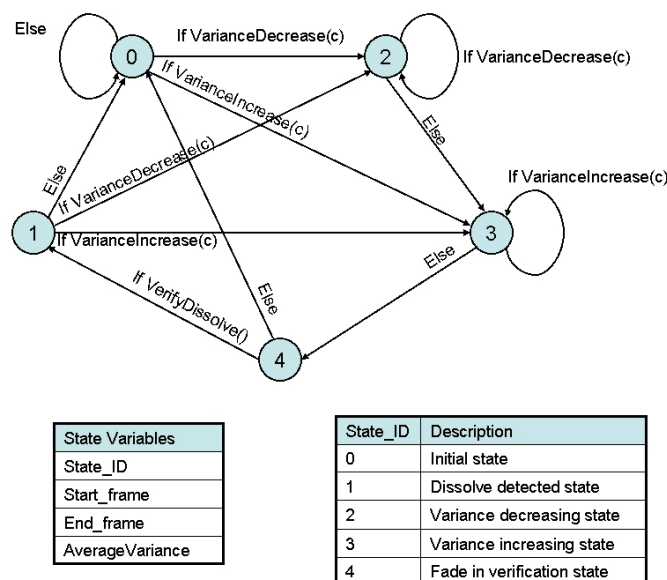 Else
If VarianceDecrease(c)
0
2
If VarianceDecrease(c)
If VarianceIncrease(c)
Else
Else
If VarianceDecrease(c)
If VarianceIncrease(c)
1
If VarianceIncrease(c)
3
Else
If VerifyDissolve()
Else
4
State Variables
State_ID
Start_frame
End_frame
AverageVariance
State_ID Description
0 Initial state
1 Dissolve detected state
2 Variance decreasing state
3 Variance increasing state
4 Fade in verification state